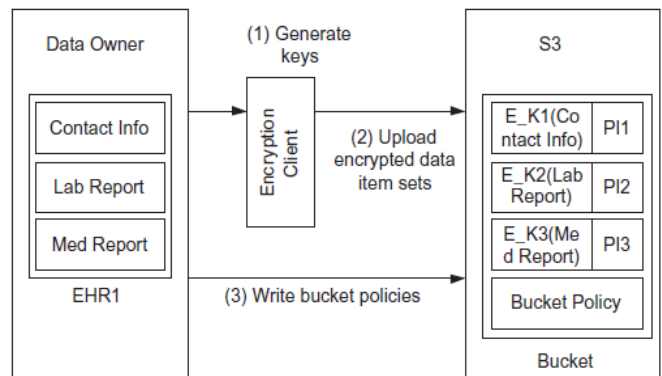 Data Owner
Contact Info
Lab Report
Med Report
EHR1
(1) Generate
keys
Encryption
Client
(2) Upload
encrypted data
item sets
(3) Write bucket policies
S3
E_K1(Co
ntact Info)
PI1
E_K2(Lab
Report)
PI2
E_K3(Me
d Report)
PI3
Bucket Policy
Bucket